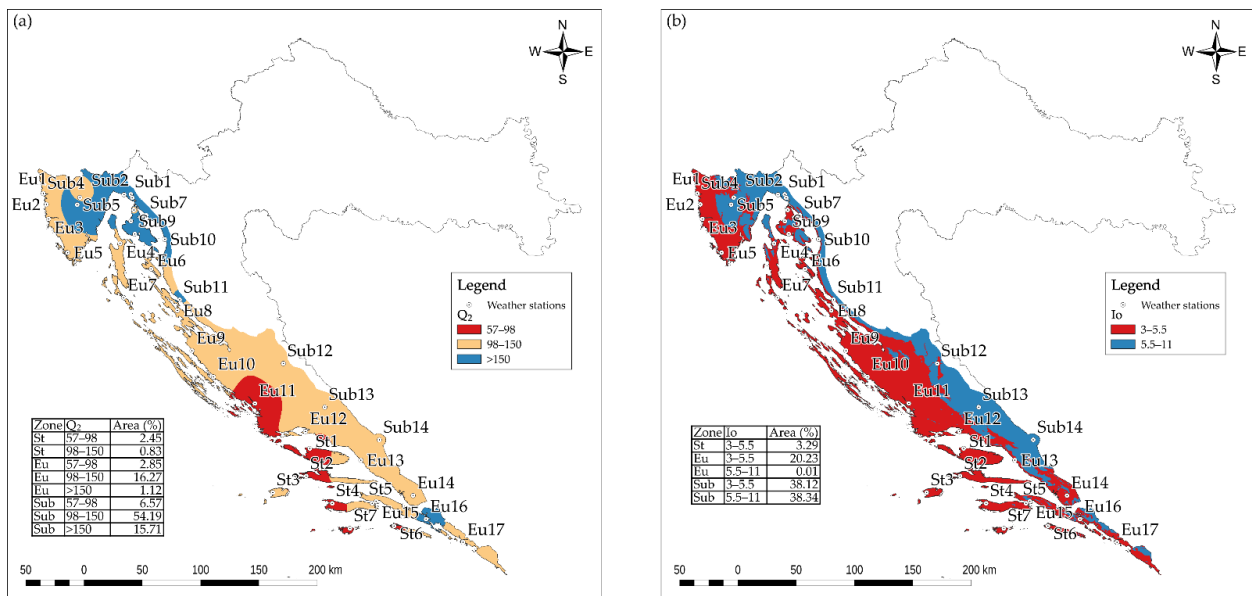 (a)
N
W E
S
Eu1
Sub4
Sub2
Sub1
Eu2
Sub5
Sub7
Eu3
Sub9
Eu5
Eu4
Sub10
Eu6
Eu7
Sub11
Eu8
Eu9
Eu10
Sub12
Eu11
Sub13
Eu12
Sub14
St1
St2
Eu13
St3
St4
St5
Eu14
St7
Eu15
Eu16
St6
Eu17
Legend
Weather stations
Q₂
57–98
98–150
>150
Zone Q₂ Area (%)
St 57–98 2.45
St 98–150 0.83
Eu 57–98 2.85
Eu 98–150 16.27
Eu >150 1.12
Sub 57–98 6.57
Sub 98–150 54.19
Sub >150 15.71
50 0 50 100 150 200 km
(b)
N
W E
S
Eu1
Sub4
Sub2
Sub1
Eu2
Sub5
Sub7
Eu3
Sub9
Eu5
Eu4
Sub10
Eu6
Eu7
Sub11
Eu8
Eu9
Eu10
Sub12
Eu11
Sub13
Eu12
Sub14
St1
St2
Eu13
St3
St4
St5
Eu14
St7
Eu15
Eu16
St6
Eu17
Legend
Weather stations
Io
3–5.5
5.5–11
Zone Io Area (%)
St 3–5.5 3.29
Eu 3–5.5 20.23
Eu 5.5–11 0.01
Sub 3–5.5 38.12
Sub 5.5–11 38.34
50 0 50 100 150 200 km